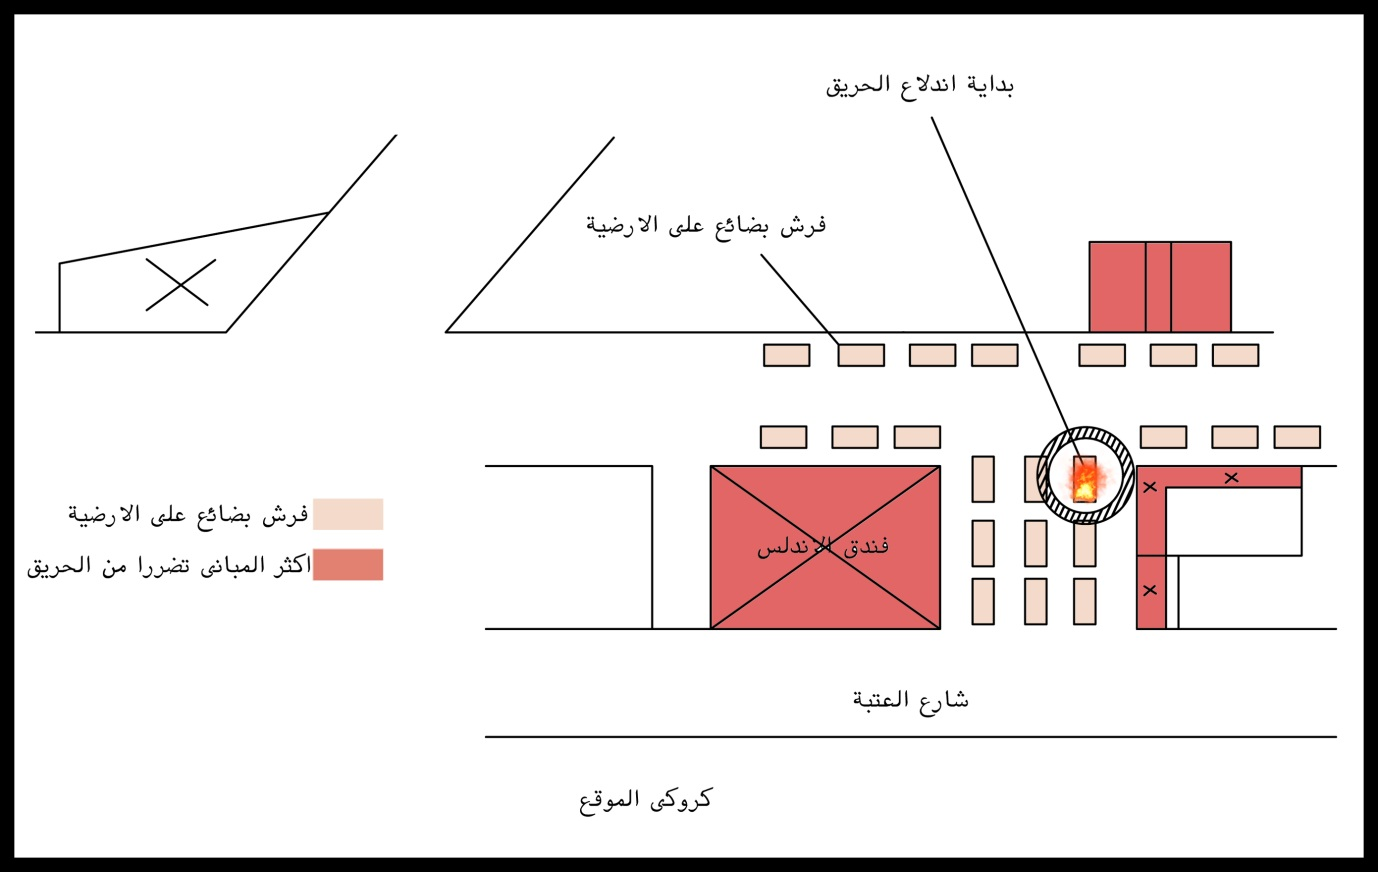 بداية اندلاع الحريق
فرش بضائع على الارضية
فرش بضائع على الارضية
اكثر المبانى تضررا من الحريق
فندق الاندلس
شارع العتبة
كروكى الموقع